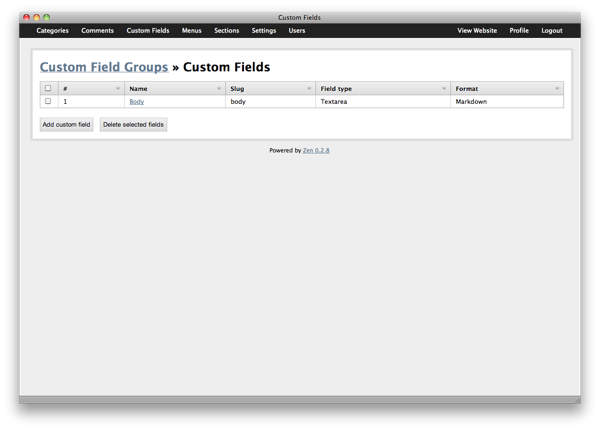 Custom Fields
Categories Comments Custom Fields Menus Sections Settings Users View Website Profile Logout
Custom Field Groups » Custom Fields
# Name Slug Field type Format
1 Body body Textarea Markdown
Add custom field Delete selected fields
Powered by Zen 0.2.8